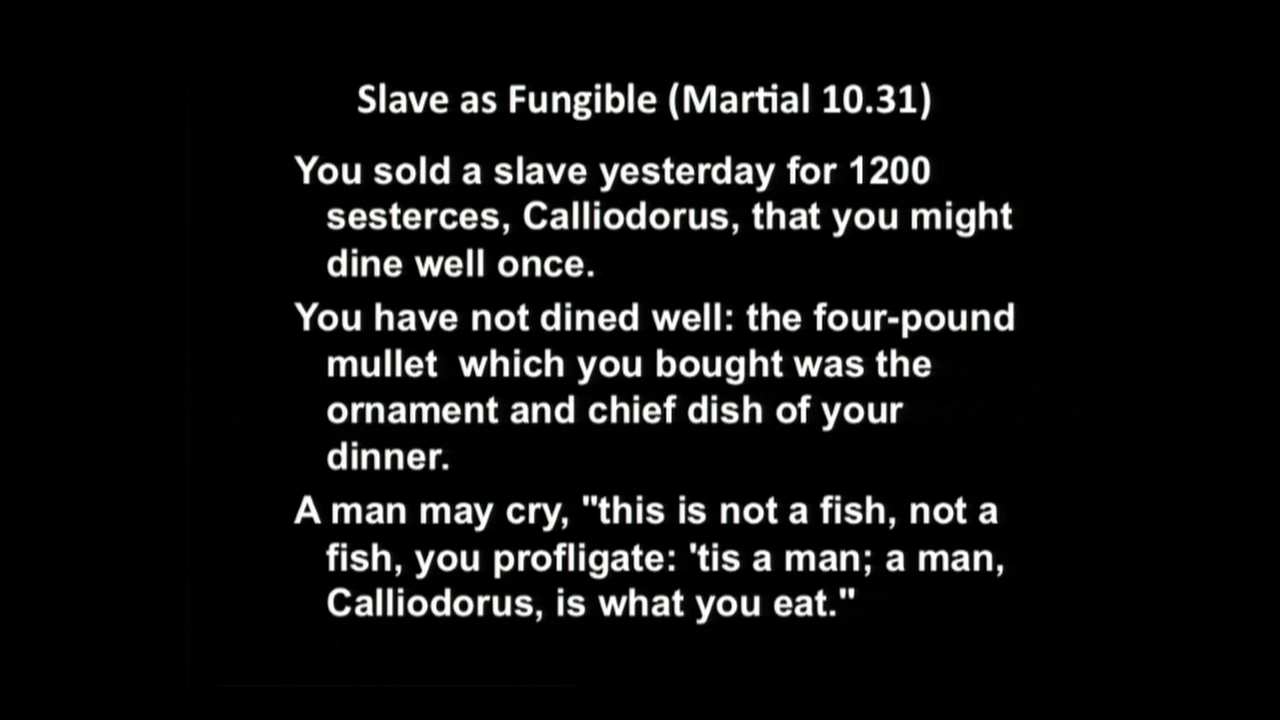 Slave as Fungible (Martial 10.31)
You sold a slave yesterday for 1200
sesterces, Calliodorus, that you might
dine well once.
You have not dined well: the four-pound
mullet  which you bought was the
ornament and chief dish of your
dinner.
A man may cry, "this is not a fish, not a
fish, you profligate: 'tis a man; a man,
Calliodorus, is what you eat."